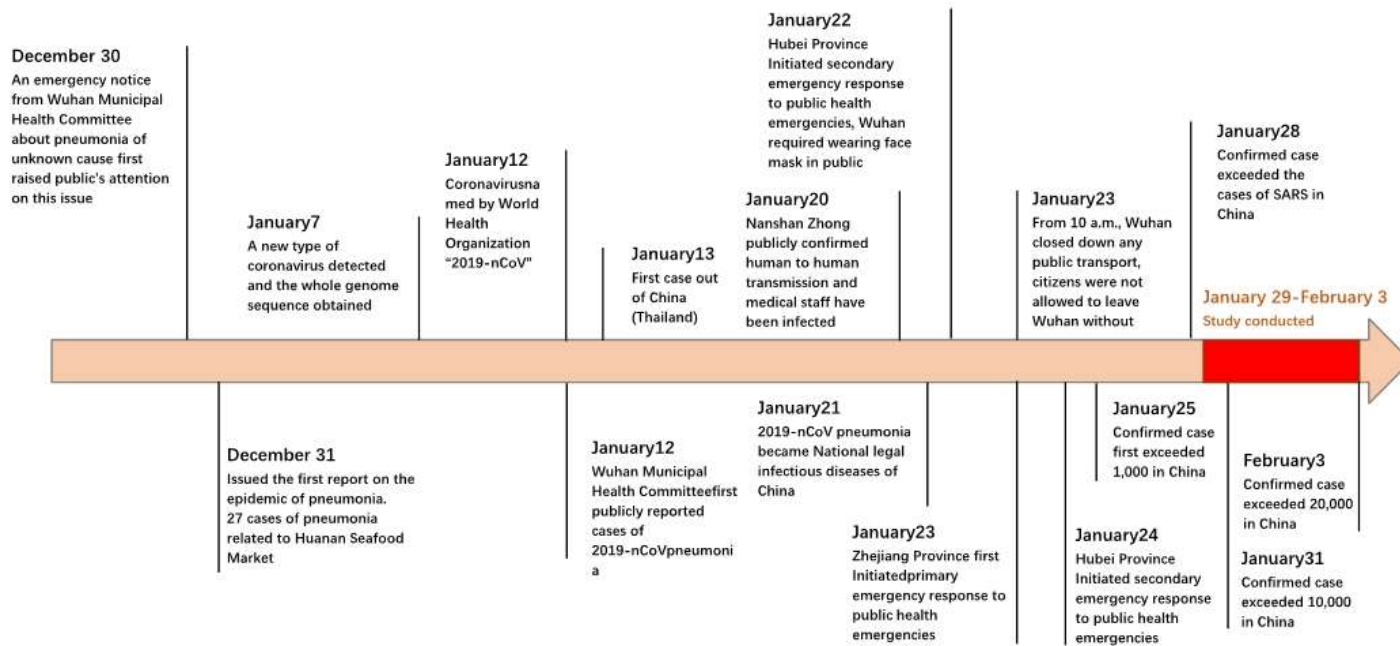 December 30
An emergency notice
from Wuhan Municipal
Health Committee
about pneumonia of
unknown cause first
raised public's attention
on this issue
January7
A new type of
coronavirus detected
and the whole genome
sequence obtained
January12
Coronavirusna
med by World
Health
Organization
“2019-nCoV”
January13
First case out
of China
(Thailand)
January22
Hubei Province
Initiated secondary
emergency response
to public health
emergencies, Wuhan
required wearing face
mask in public
January20
Nanshan Zhong
publicly confirmed
human to human
transmission and
medical staff have
been infected
January23
From 10 a.m., Wuhan
closed down any
public transport,
citizens were not
allowed to leave
Wuhan without
January28
Confirmed case
exceeded the
cases of SARS in
China
January 29-February 3
Study conducted
December 31
Issued the first report on the
epidemic of pneumonia.
27 cases of pneumonia
related to Huanan Seafood
Market
January12
Wuhan Municipal
Health Committeefirst
publicly reported
cases of
2019-nCoVpneumoni
a
January21
2019-nCoV pneumonia
became National legal
infectious diseases of
China
January23
Zhejiang Province first
Initiatedprimary
emergency response to
public health
emergencies
January24
Hubei Province
Initiated secondary
emergency response
to public health
emergencies
January25
Confirmed case
first exceeded
1,000 in China
February3
Confirmed case
exceeded 20,000
in China
January31
Confirmed case
exceeded 10,000
in China